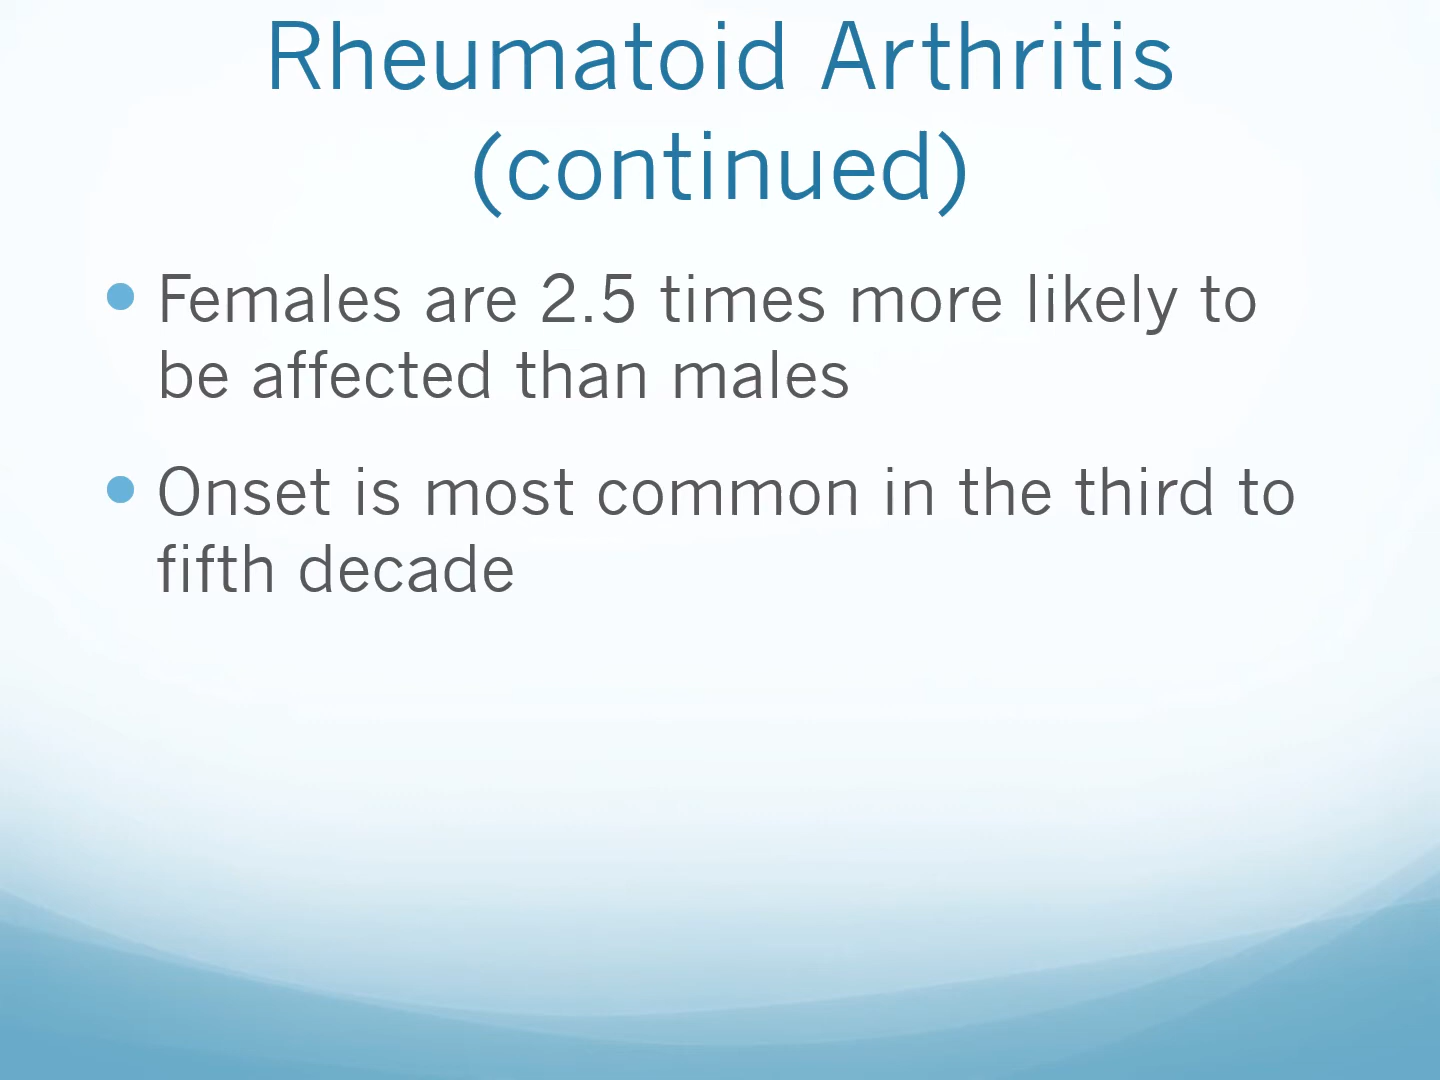 Rheumatoid Arthritis
(continued)
Females are 2.5 times more likely to
be affected than males
Onset is most common in the third to
fifth decade